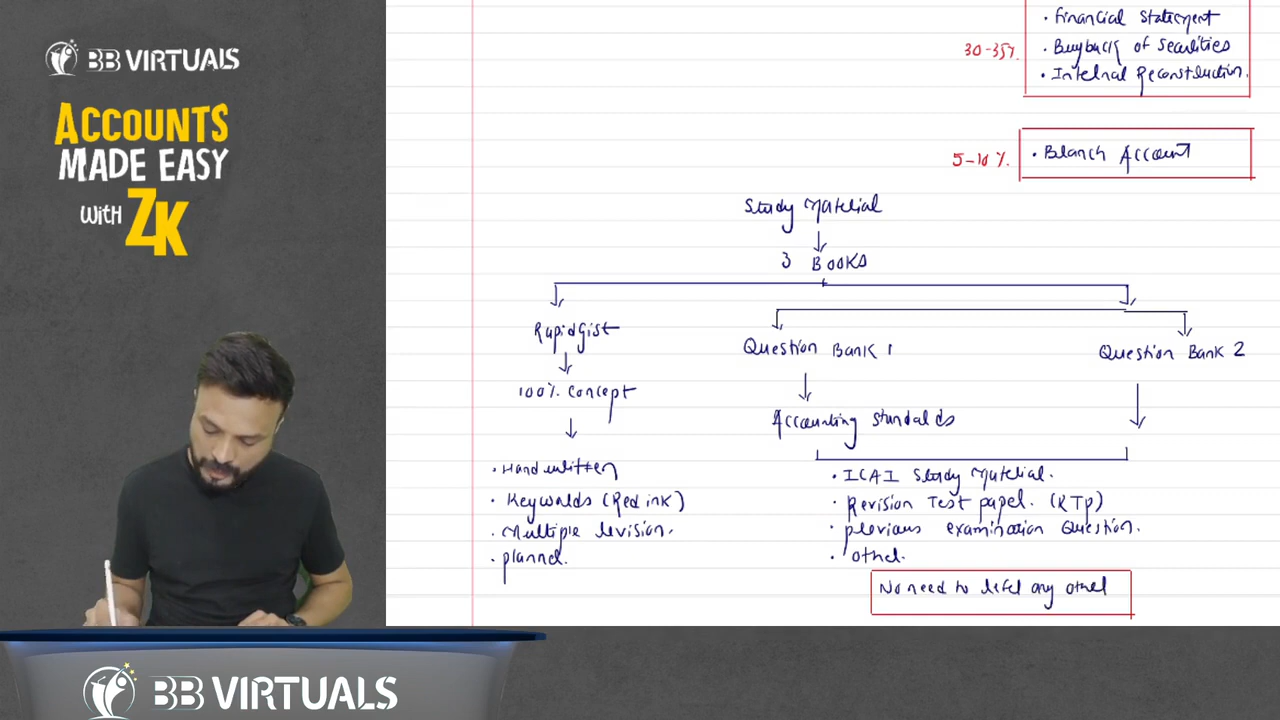 BB VIRTUALS
ACCOUNTS
MADE EASY
WITH ZK
• Financial Statement
30-35%.
• Buyback of Securities
• Internal Reconstruction.
5-10 %.
• Branch Account
Study Material
3 Books
RapidGist
Question Bank 1
Question Bank 2
100% Concept
Accounting Standards
• Handwritten
• Keywords (Red ink)
• Multiple revision.
• planner.
• ICAI Study Material.
• Revision Test paper. (RTP)
• previous examination Question.
• other.
No need to refer any other
BB VIRTUALS